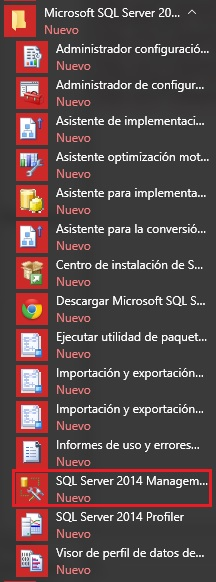 Microsoft SQL Server 20...
Nuevo
Administrador configuració...
Nuevo
Administrador de configur...
Nuevo
Asistente de implementaci...
Nuevo
Asistente optimización mot...
Nuevo
Asistente para implementa...
Nuevo
Asistente para la conversió...
Nuevo
Centro de instalación de S...
Nuevo
Descargar Microsoft SQL S...
Nuevo
Ejecutar utilidad de paquet...
Nuevo
Importación y exportación...
Nuevo
Importación y exportación...
Nuevo
Informes de uso y errores...
Nuevo
SQL Server 2014 Managem...
Nuevo
SQL Server 2014 Profiler
Nuevo
Visor de perfil de datos de...
Nuevo